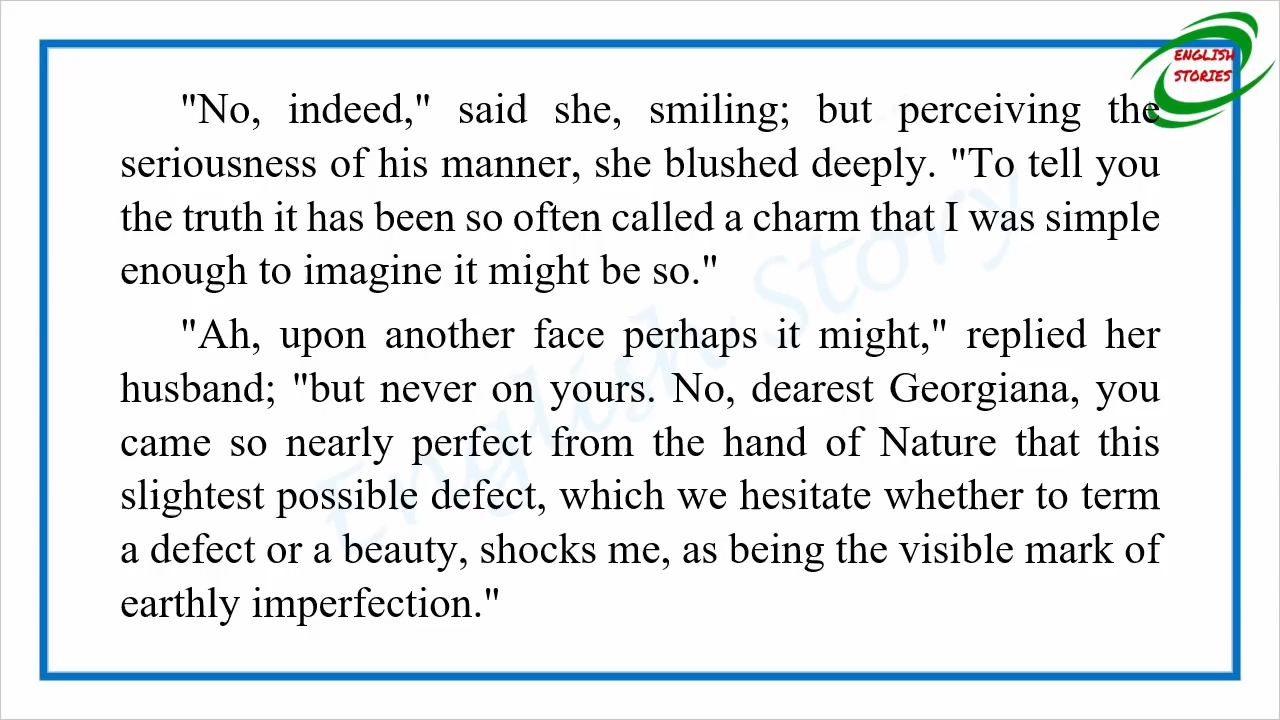 ENGLISH
STORIES
"No, indeed," said she, smiling; but perceiving the
seriousness of his manner, she blushed deeply. "To tell you
the truth it has been so often called a charm that I was simple
enough to imagine it might be so."
"Ah, upon another face perhaps it might," replied her
husband; "but never on yours. No, dearest Georgiana, you
came so nearly perfect from the hand of Nature that this
slightest possible defect, which we hesitate whether to term
a defect or a beauty, shocks me, as being the visible mark of
earthly imperfection."
English Story